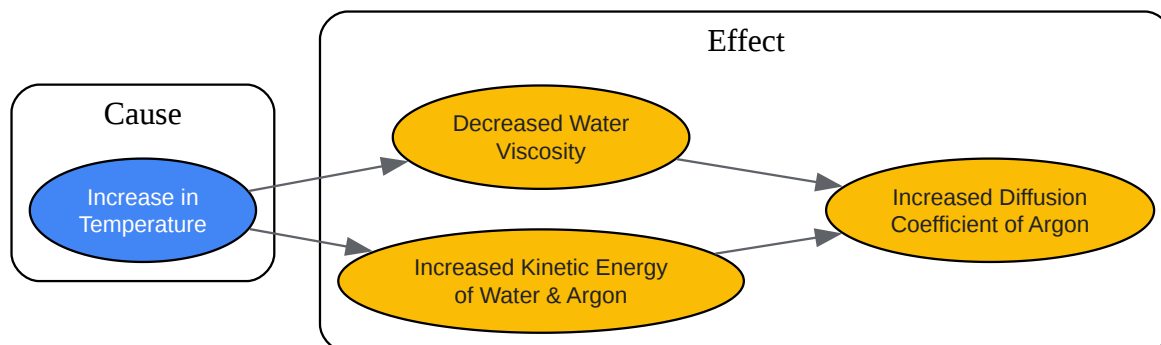 Effect
Cause
Decreased Water
Viscosity
Increase in
Temperature
Increased Diffusion
Coefficient of Argon
Increased Kinetic Energy
of Water & Argon